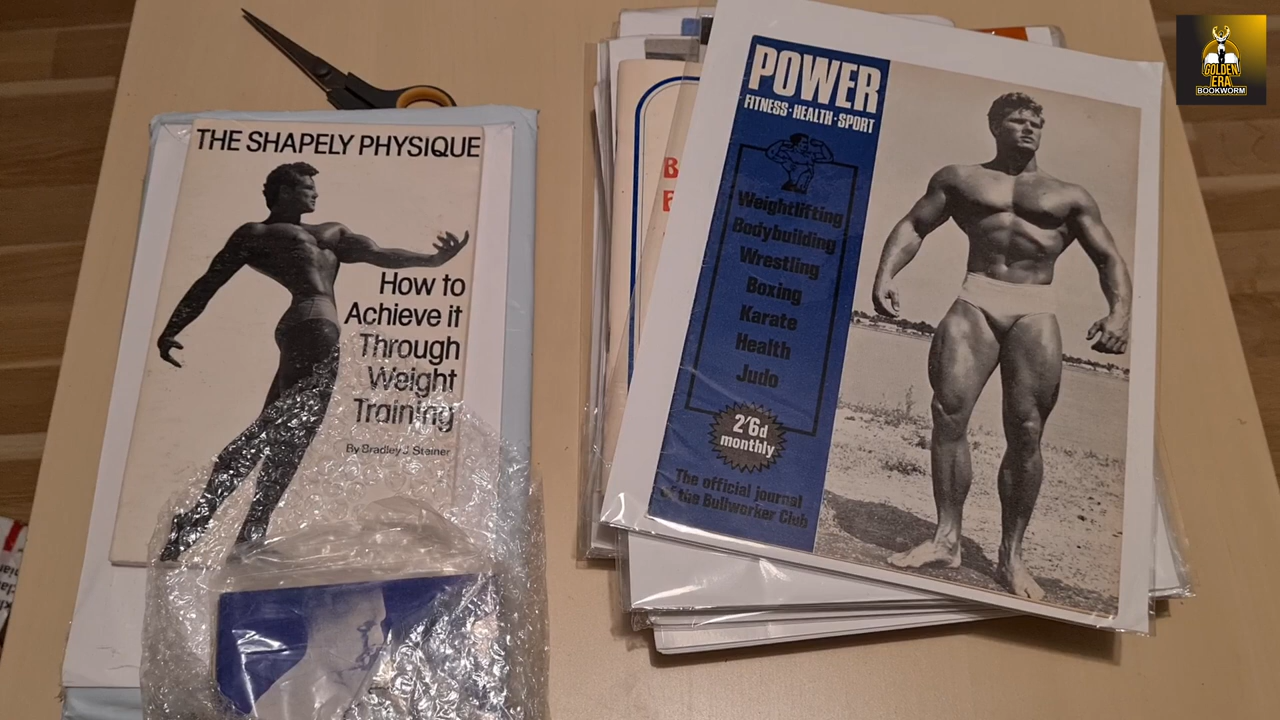 THE SHAPELY PHYSIQUE
How to
Achieve it
Through
Weight
Training
By Bradley J Steiner
POWER
FITNESS·HEALTH·SPORT
Weightlifting
Bodybuilding
Wrestling
Boxing
Karate
Health
Judo
2'6d
monthly
The official journal
of the Bullworker Club
GOLDEN
ERA
BOOKWORM